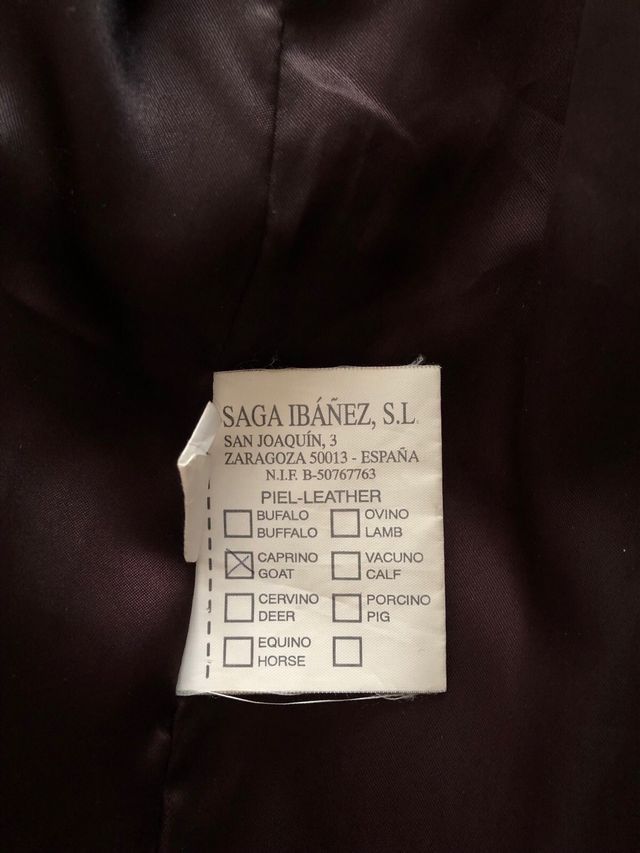 SAGA IBÁÑEZ, S.L.
SAN JOAQUÍN, 3
ZARAGOZA 50013 - ESPAÑA
N.I.F. B-50767763
PIEL-LEATHER
BUFALO
BUFFALO
OVINO
LAMB
CAPRINO
GOAT
VACUNO
CALF
CERVINO
DEER
PORCINO
PIG
EQUINO
HORSE